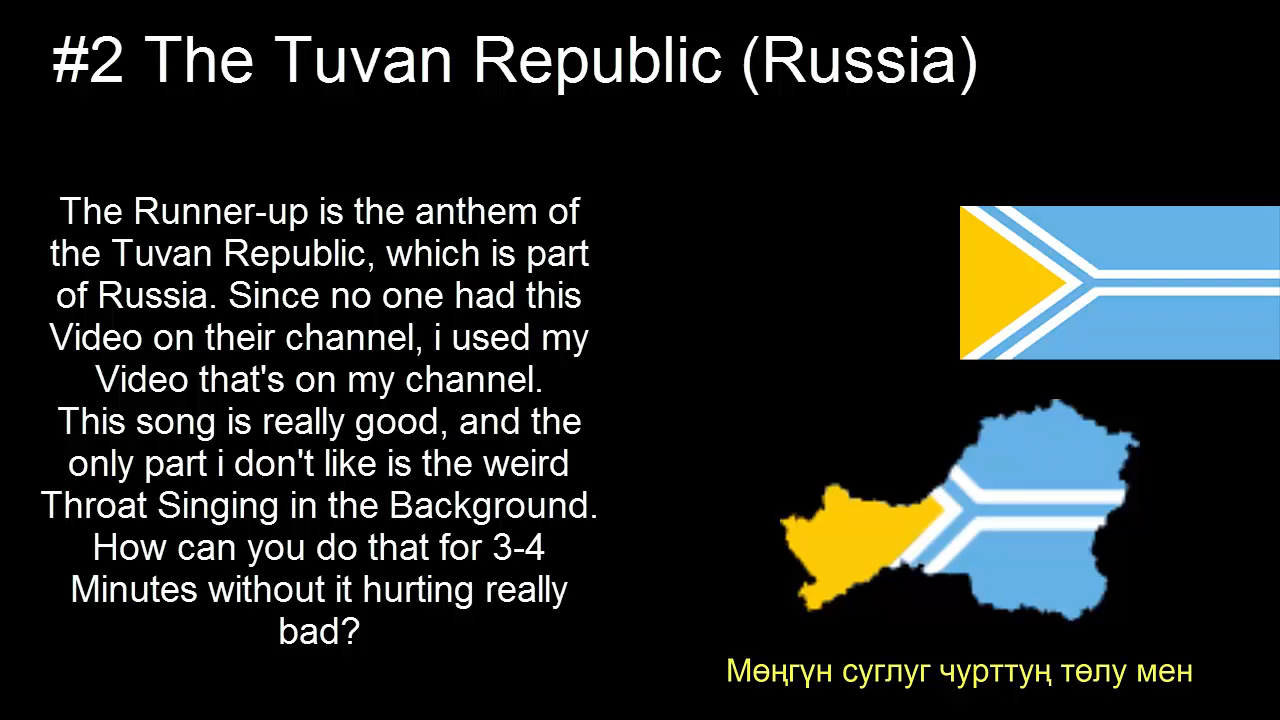 #2 The Tuvan Republic (Russia)
The Runner-up is the anthem of
the Tuvan Republic, which is part
of Russia. Since no one had this
Video on their channel, i used my
Video that's on my channel.
This song is really good, and the
only part i don't like is the weird
Throat Singing in the Background.
How can you do that for 3-4
Minutes without it hurting really
bad?
Мөңгүн суглуг чурттуң төлу мен